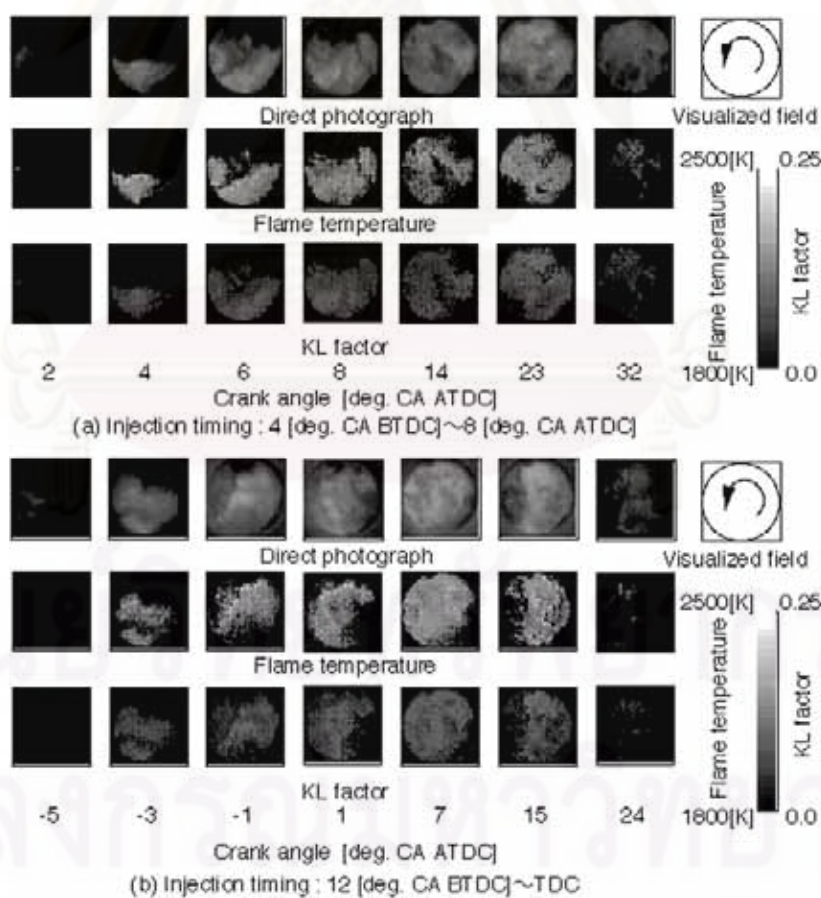 Direct photograph
Visualized field
2500[K] 0.25
Flame temperature
Flame temperature
KL factor
KL factor
1800[K] 0.0
2 4 6 8 14 23 32
Crank angle [deg. CA ATDC]
(a) Injection timing : 4 [deg. CA BTDC]～8 [deg. CA ATDC]
Direct photograph
Visualized field
2500[K] 0.25
Flame temperature
Flame temperature
KL factor
KL factor
1800[K] 0.0
-5 -3 -1 1 7 15 24
Crank angle [deg. CA ATDC]
(b) Injection timing : 12 [deg. CA BTDC]～TDC